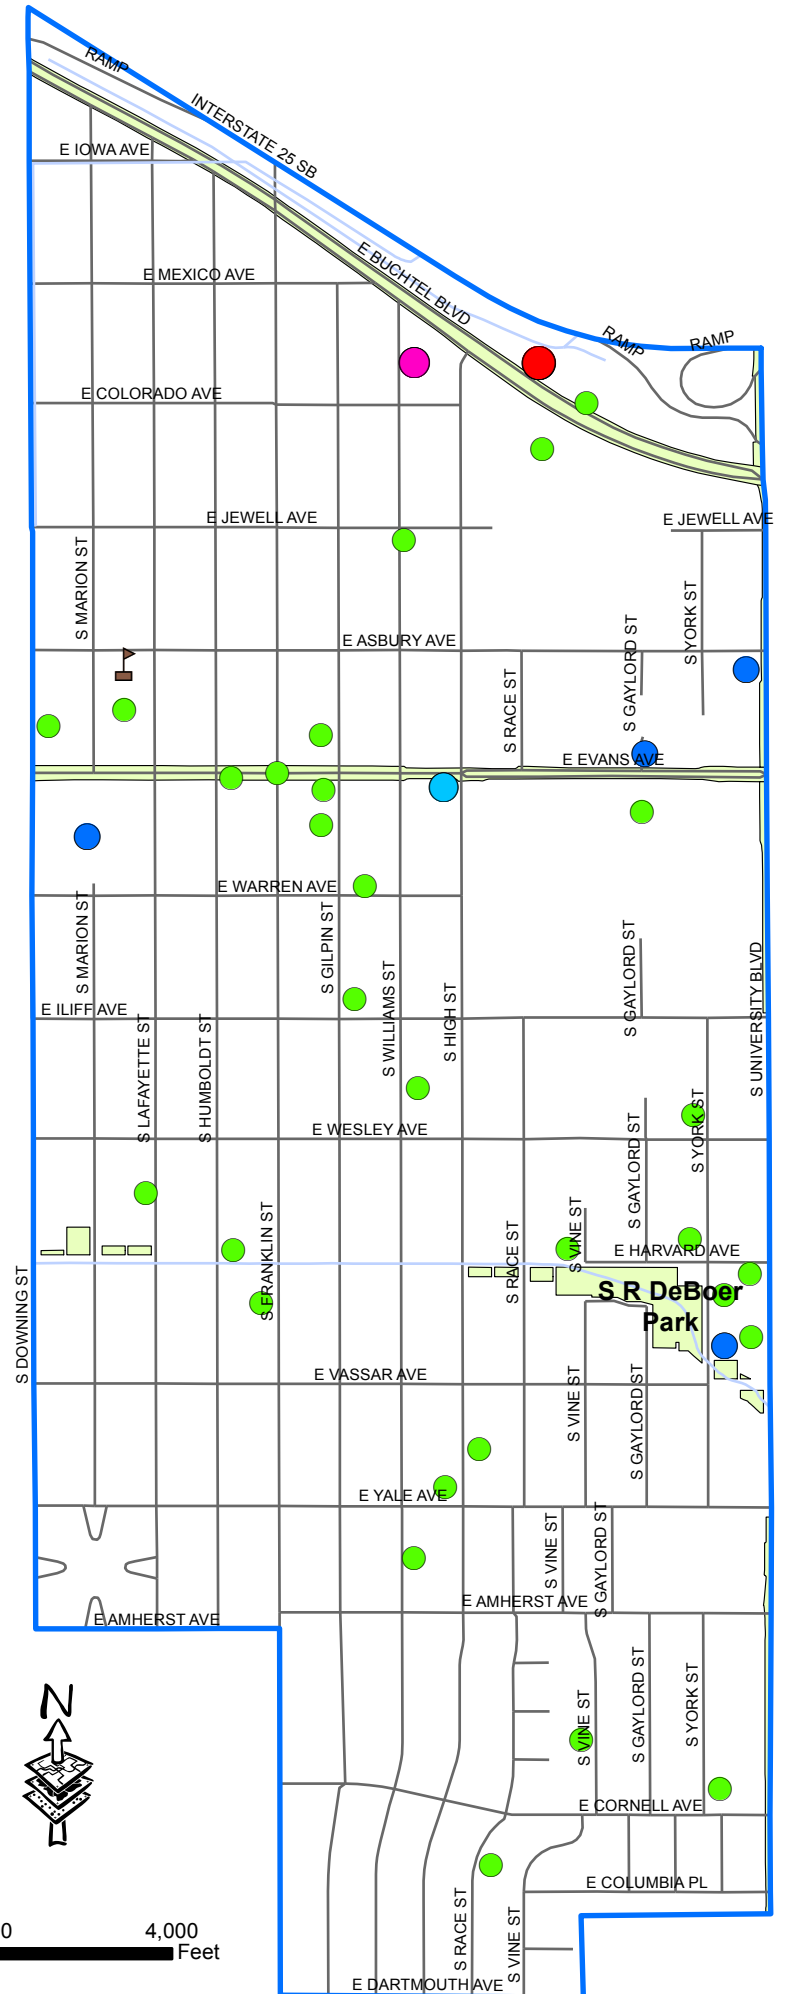 RAMP
INTERSTATE 25 SB
E IOWA AVE
E BUCHTEL BLVD
E MEXICO AVE
RAMP
RAMP
E COLORADO AVE
E JEWELL AVE
E JEWELL AVE
S MARION ST
S YORK ST
S GAYLORD ST
E ASBURY AVE
S RACE ST
E EVANS AVE
E WARREN AVE
S MARION ST
S GILPIN ST
S GAYLORD ST
S UNIVERSITY BLVD
S WILLIAMS ST
S HIGH ST
E ILIFF AVE
S LAFAYETTE ST
S HUMBOLDT ST
S YORK ST
E WESLEY AVE
S GAYLORD ST
S FRANKLIN ST
S VINE ST
S RACE ST
E HARVARD AVE
S DOWNING ST
S R DeBoer
Park
E VASSAR AVE
S VINE ST
S GAYLORD ST
E YALE AVE
S VINE ST
S GAYLORD ST
E AMHERST AVE
E AMHERST AVE
S VINE ST
S GAYLORD ST
S YORK ST
N
E CORNELL AVE
E COLUMBIA PL
S RACE ST
S VINE ST
0 4,000
Feet
E DARTMOUTH AVE